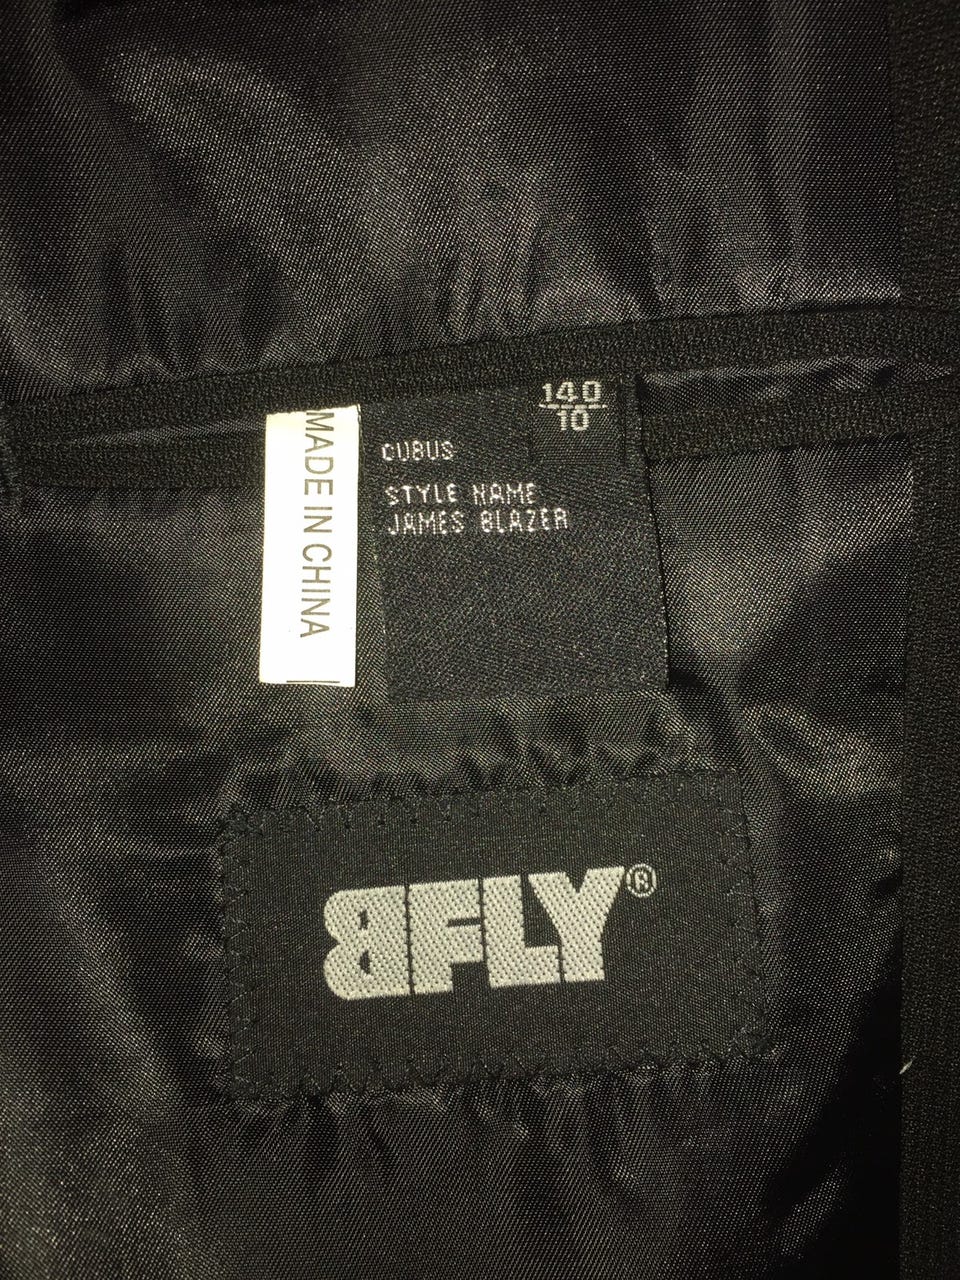 MADE IN CHINA
140
10
CUBUS
STYLE NAME
JAMES BLAZER
BFLY®